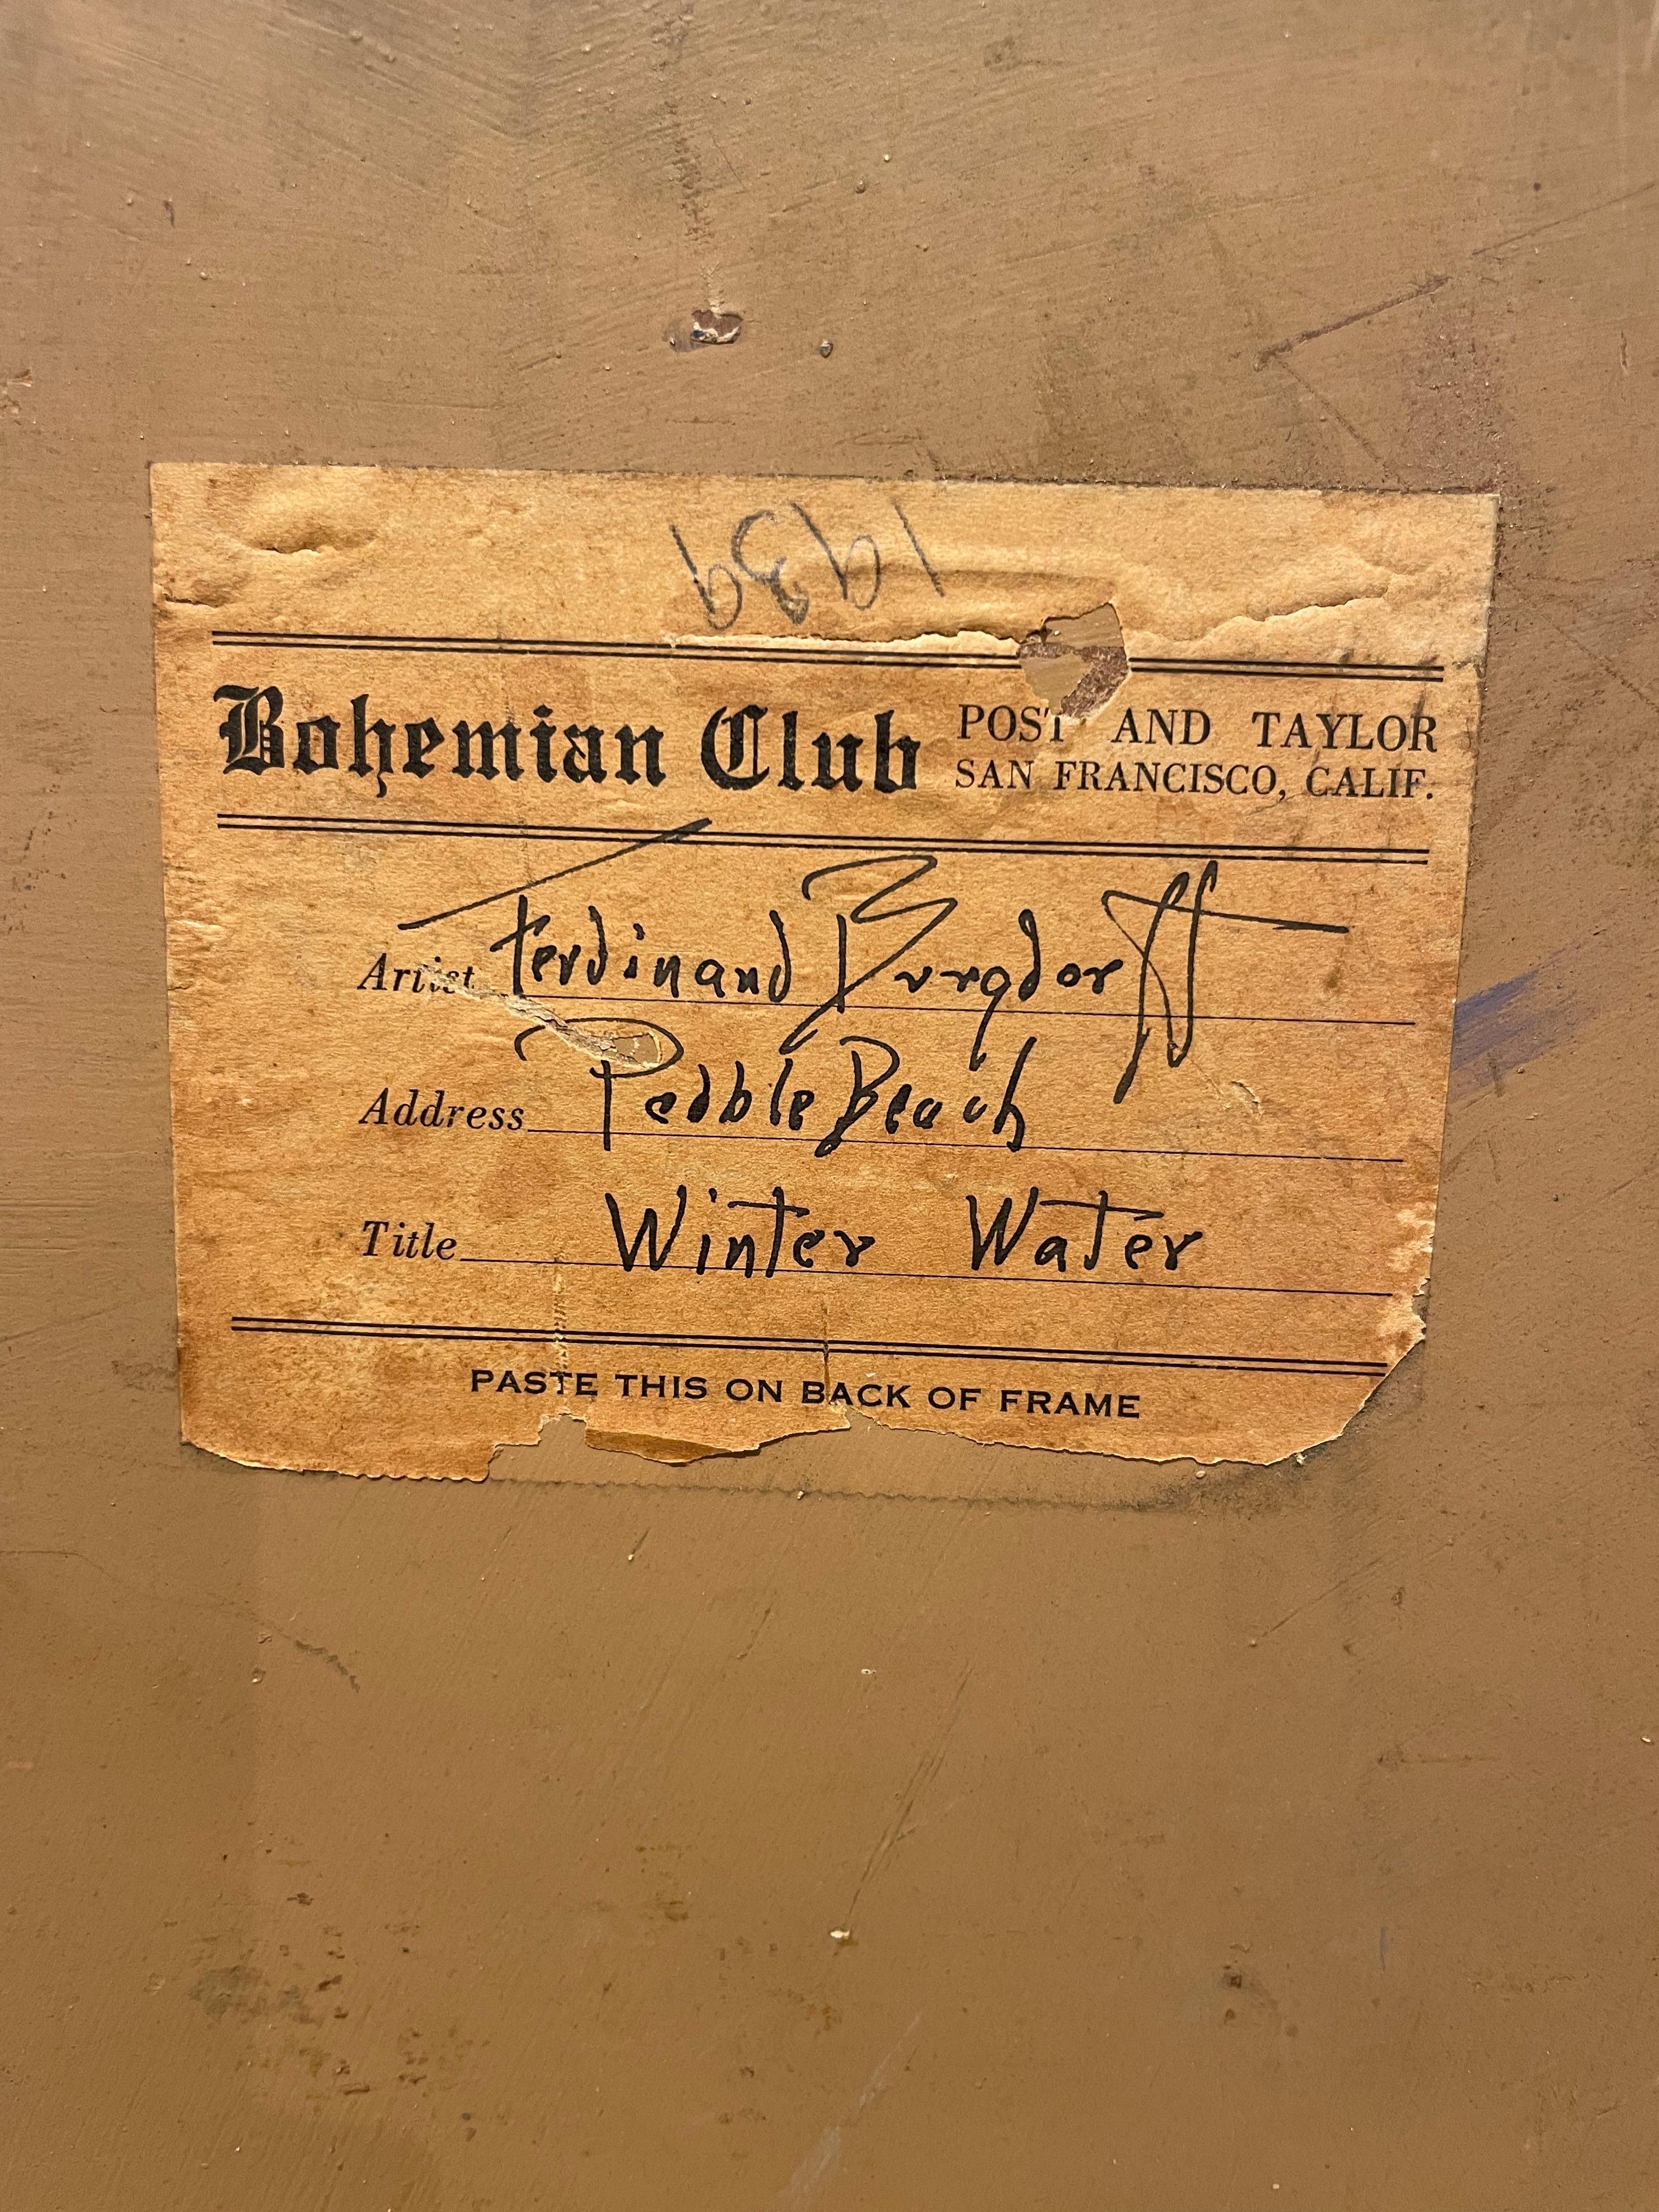 1939
Bohemian Club
POST AND TAYLOR
SAN FRANCISCO, CALIF.
Artist Ferdinand Burgdorff
Address Pebble Beach
Title Winter Water
PASTE THIS ON BACK OF FRAME